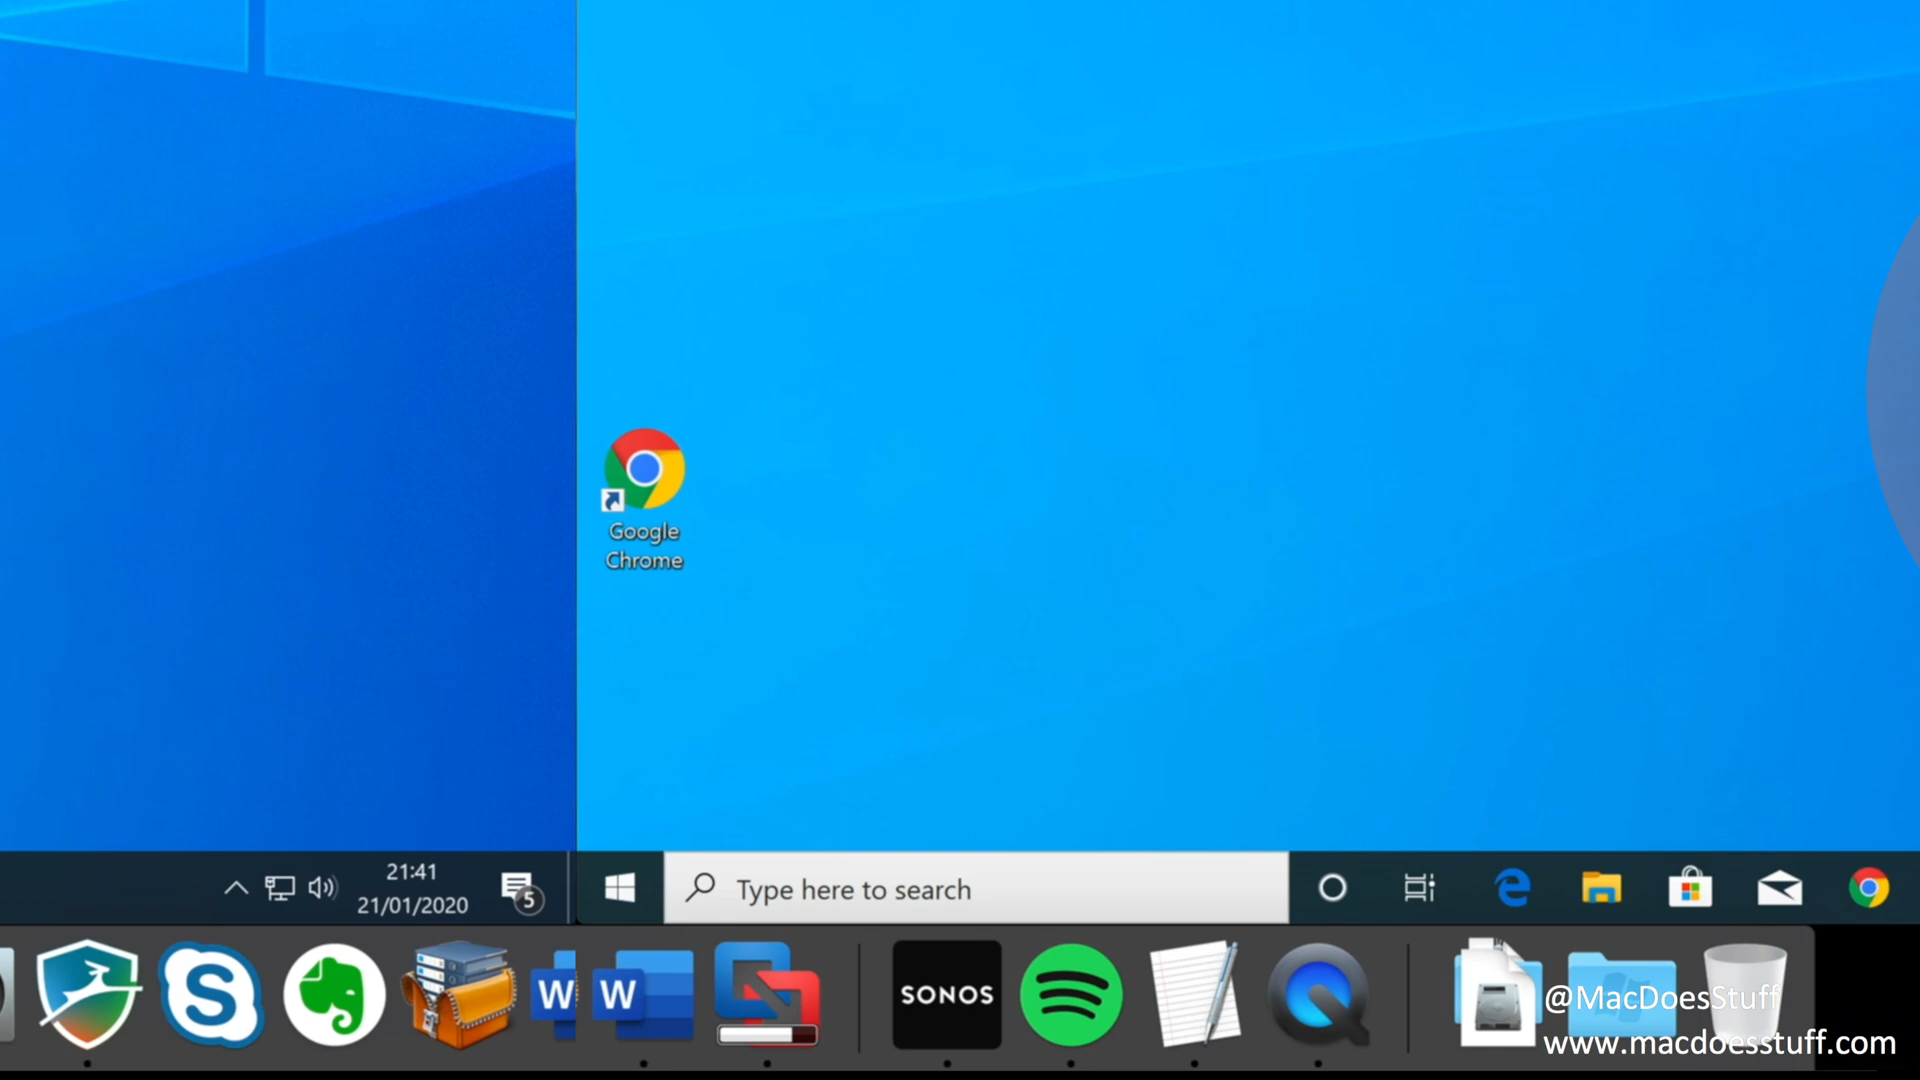 Google
Chrome
21:41
21/01/2020
5
Type here to search
S
W
W
SONOS
@MacDoesStuff
www.macdoesstuff.com